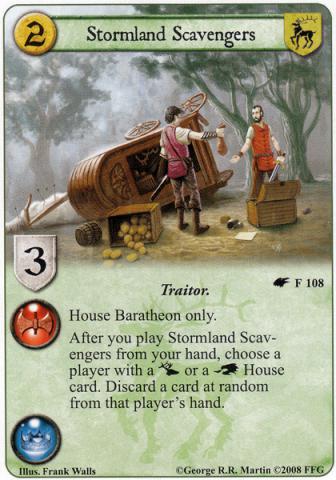 2
Stormland Scavengers
3
Traitor.
F 108
House Baratheon only.
After you play Stormland Scav-
engers from your hand, choose a
player with a or a House
card. Discard a card at random
from that player's hand.
Illus. Frank Walls
©George R.R. Martin ©2008 FFG